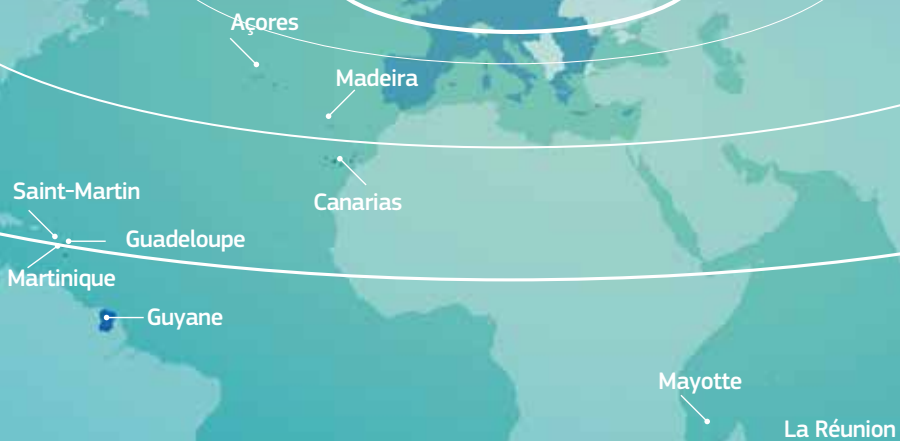 Açores
Madeira
Canarias
Saint-Martin
Guadeloupe
Martinique
Guyane
Mayotte
La Réunion